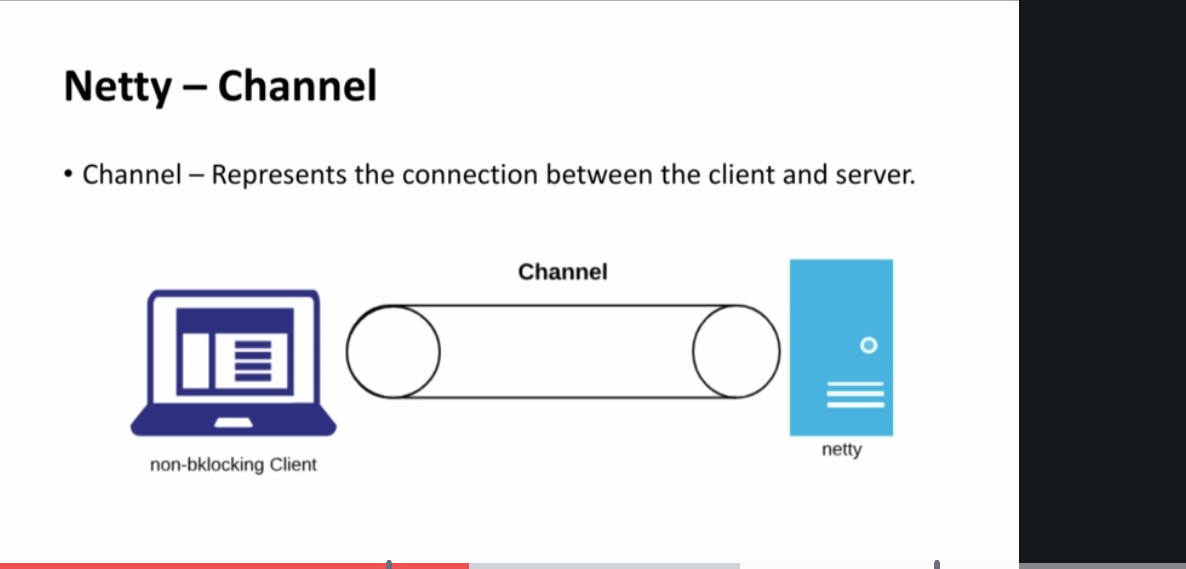 Netty – Channel
• Channel – Represents the connection between the client and server.
Channel
non-bklocking Client
netty